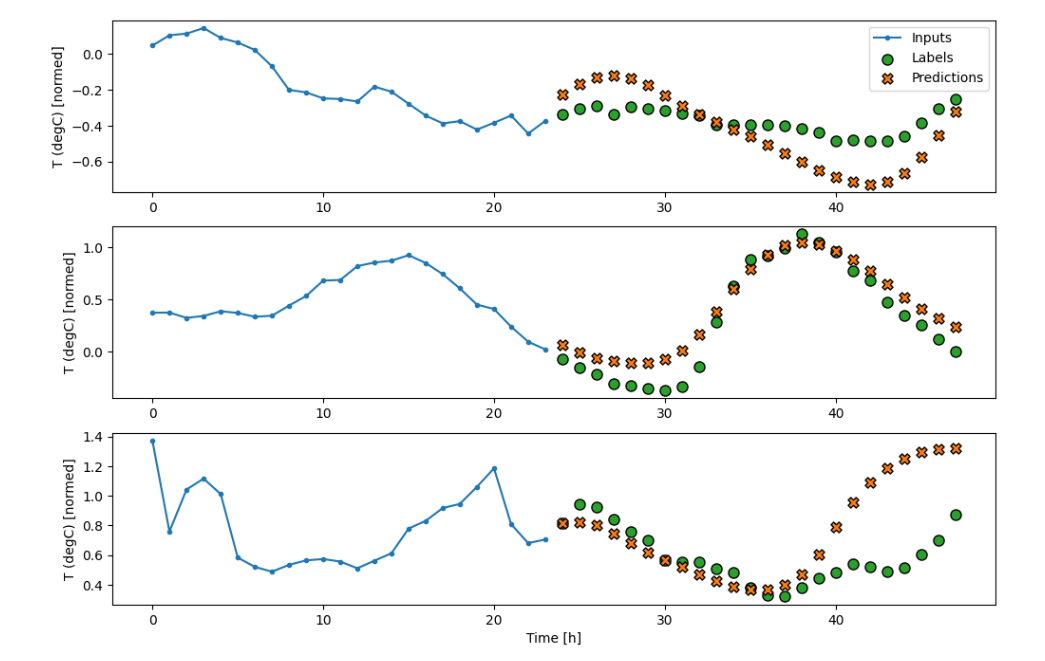 T (degC) [normed]
0.0
−0.2
−0.4
−0.6
Inputs
Labels
Predictions
0 10 20 30 40
T (degC) [normed]
1.0
0.5
0.0
0 10 20 30 40
T (degC) [normed]
1.4
1.2
1.0
0.8
0.6
0.4
0 10 20 30 40
Time [h]